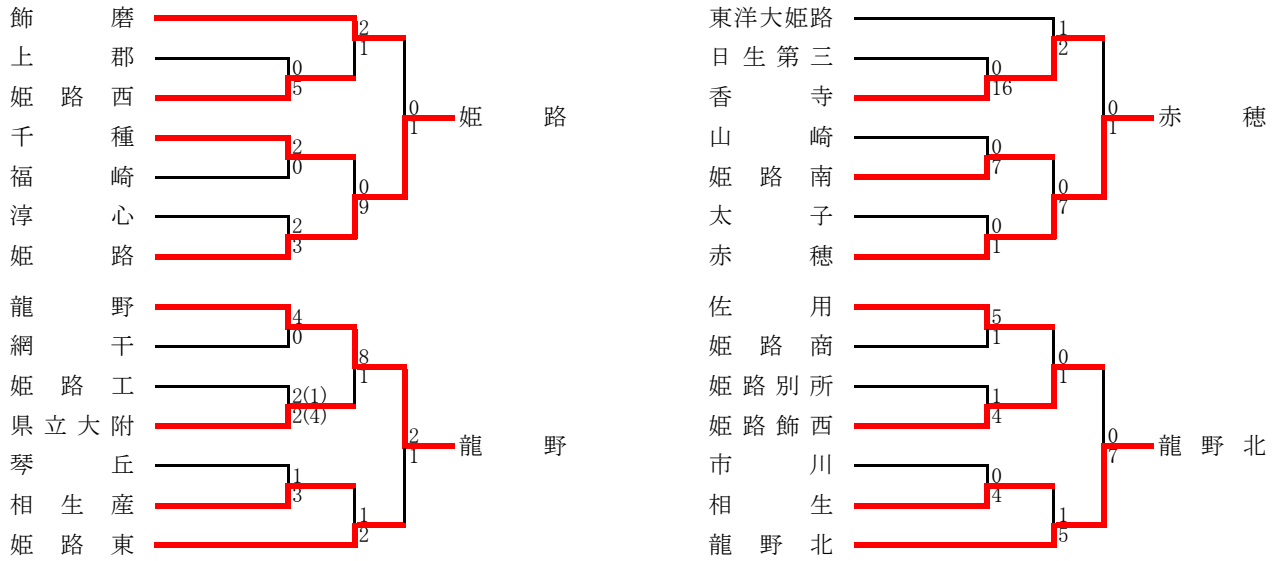 飾磨
2
1
上郡
0
5
姫路西
0
1
姫路
千種
2
0
福崎
0
9
淳心
2
3
姫路
東洋大姫路
1
2
日生第三
0
16
香寺
0
1
赤穂
山崎
0
7
姫路南
0
7
太子
0
1
赤穂
龍野
4
0
網干
8
1
姫路工
2(1)
2(4)
県立大附
2
1
龍野
琴丘
1
3
相生産
1
2
姫路東
佐用
5
1
姫路商
0
1
姫路別所
1
4
姫路飾西
0
7
龍野北
市川
0
4
相生
1
5
龍野北